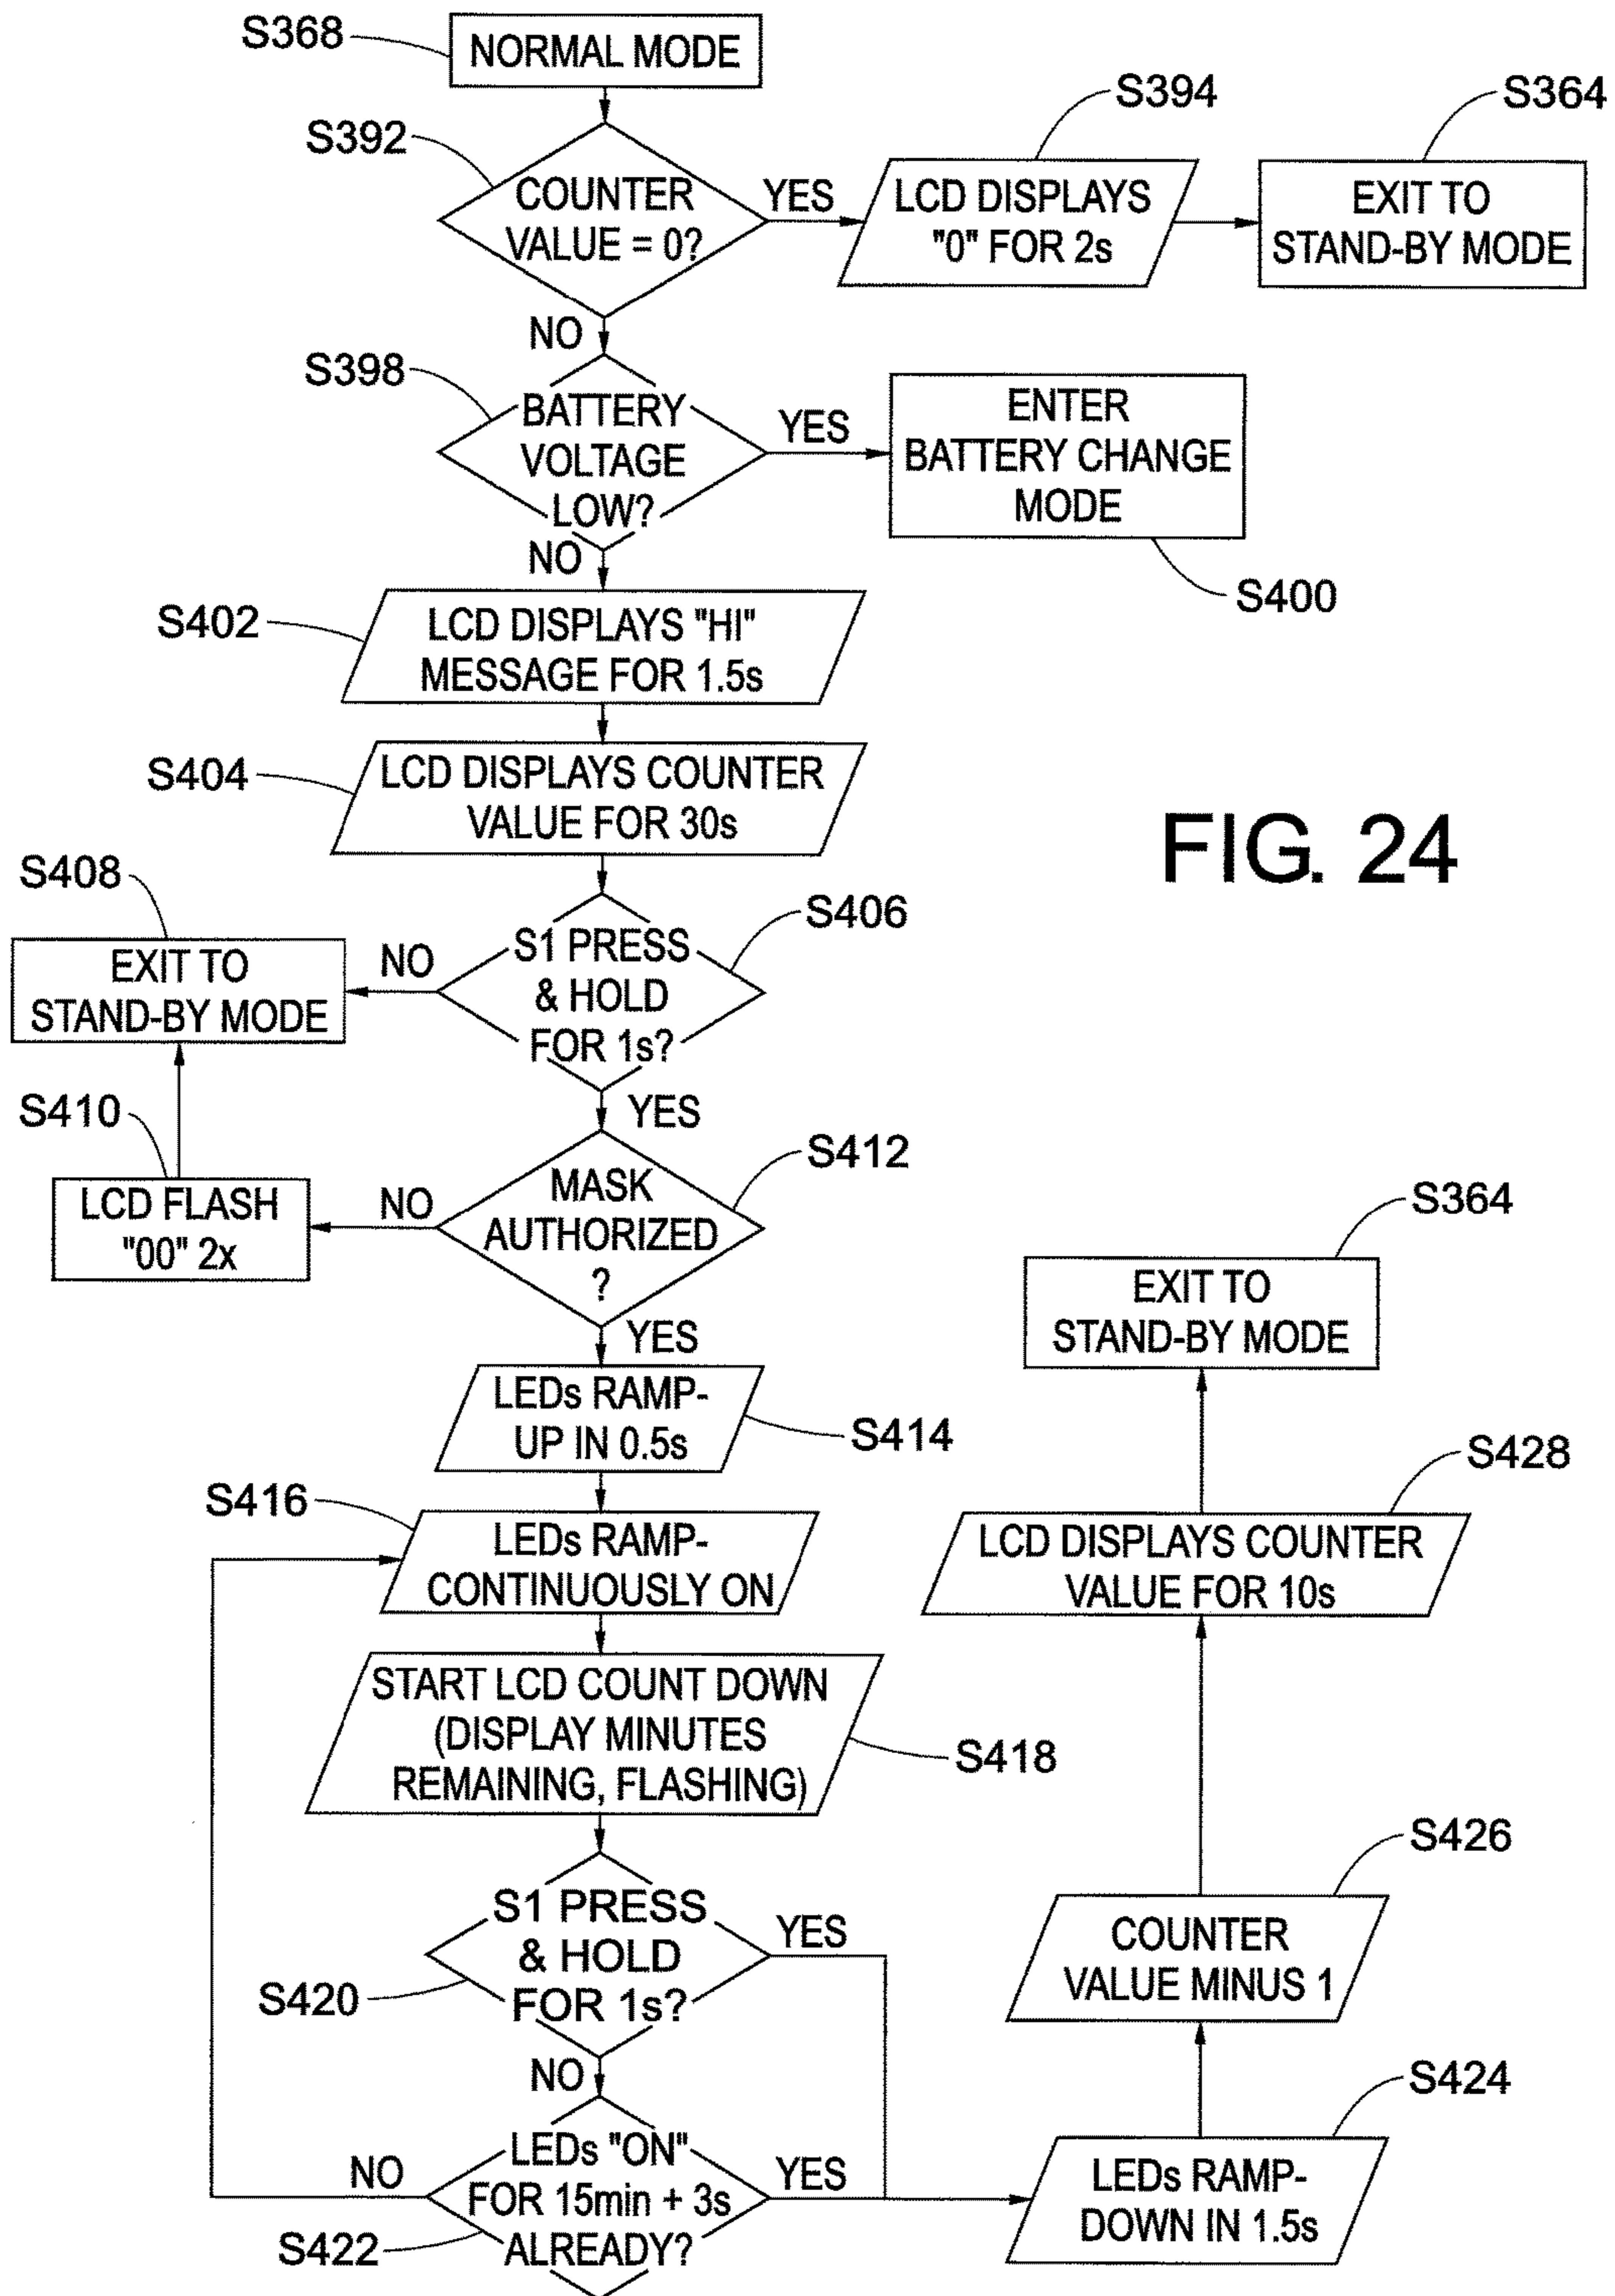 S368
NORMAL MODE
S392
COUNTER
VALUE = 0?
YES
S394
LCD DISPLAYS
"0" FOR 2s
S364
EXIT TO
STAND-BY MODE
NO
S398
BATTERY
VOLTAGE
LOW?
YES
ENTER
BATTERY CHANGE
MODE
S400
NO
S402
LCD DISPLAYS "HI"
MESSAGE FOR 1.5s
S404
LCD DISPLAYS COUNTER
VALUE FOR 30s
FIG. 24
S408
EXIT TO
STAND-BY MODE
NO
S406
S1 PRESS
& HOLD
FOR 1s?
YES
S410
LCD FLASH
"00" 2x
NO
S412
MASK
AUTHORIZED
?
YES
LEDs RAMP-
UP IN 0.5s
S414
S416
LEDs RAMP-
CONTINUOUSLY ON
START LCD COUNT DOWN
(DISPLAY MINUTES
REMAINING, FLASHING)
S418
S1 PRESS
& HOLD
FOR 1s?
S420
YES
NO
LEDs "ON"
FOR 15min + 3s
ALREADY?
S422
NO
YES
S424
LEDs RAMP-
DOWN IN 1.5s
S426
COUNTER
VALUE MINUS 1
S428
LCD DISPLAYS COUNTER
VALUE FOR 10s
S364
EXIT TO
STAND-BY MODE